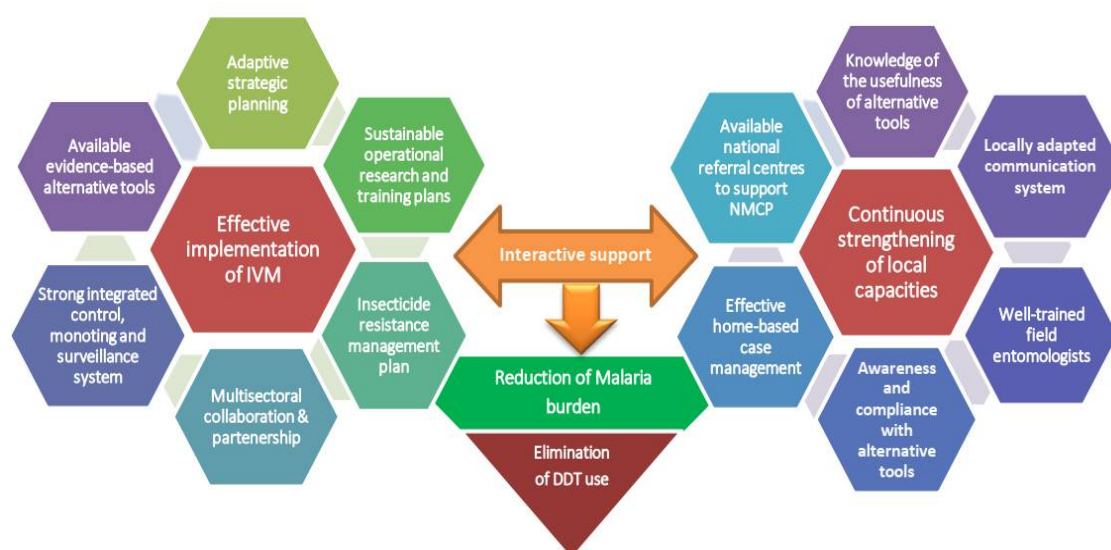 Adaptive
strategic
planning
Available
evidence-based
alternative tools
Sustainable
operational
research and
training plans
Effective
implementation
of IVM
Strong integrated
control,
monoting and
surveillance
system
Insecticide
resistance
management
plan
Multisectoral
collaboration &
partenership
Interactive support
Reduction of Malaria
burden
Elimination
of DDT use
Knowledge of
the usefulness
of alternative
tools
Available
national
referral centres
to support
NMCP
Locally adapted
communication
system
Continuous
strengthening
of local
capacities
Effective
home-based
case
management
Well-trained
field
entomologists
Awareness
and
compliance
with
alternative
tools